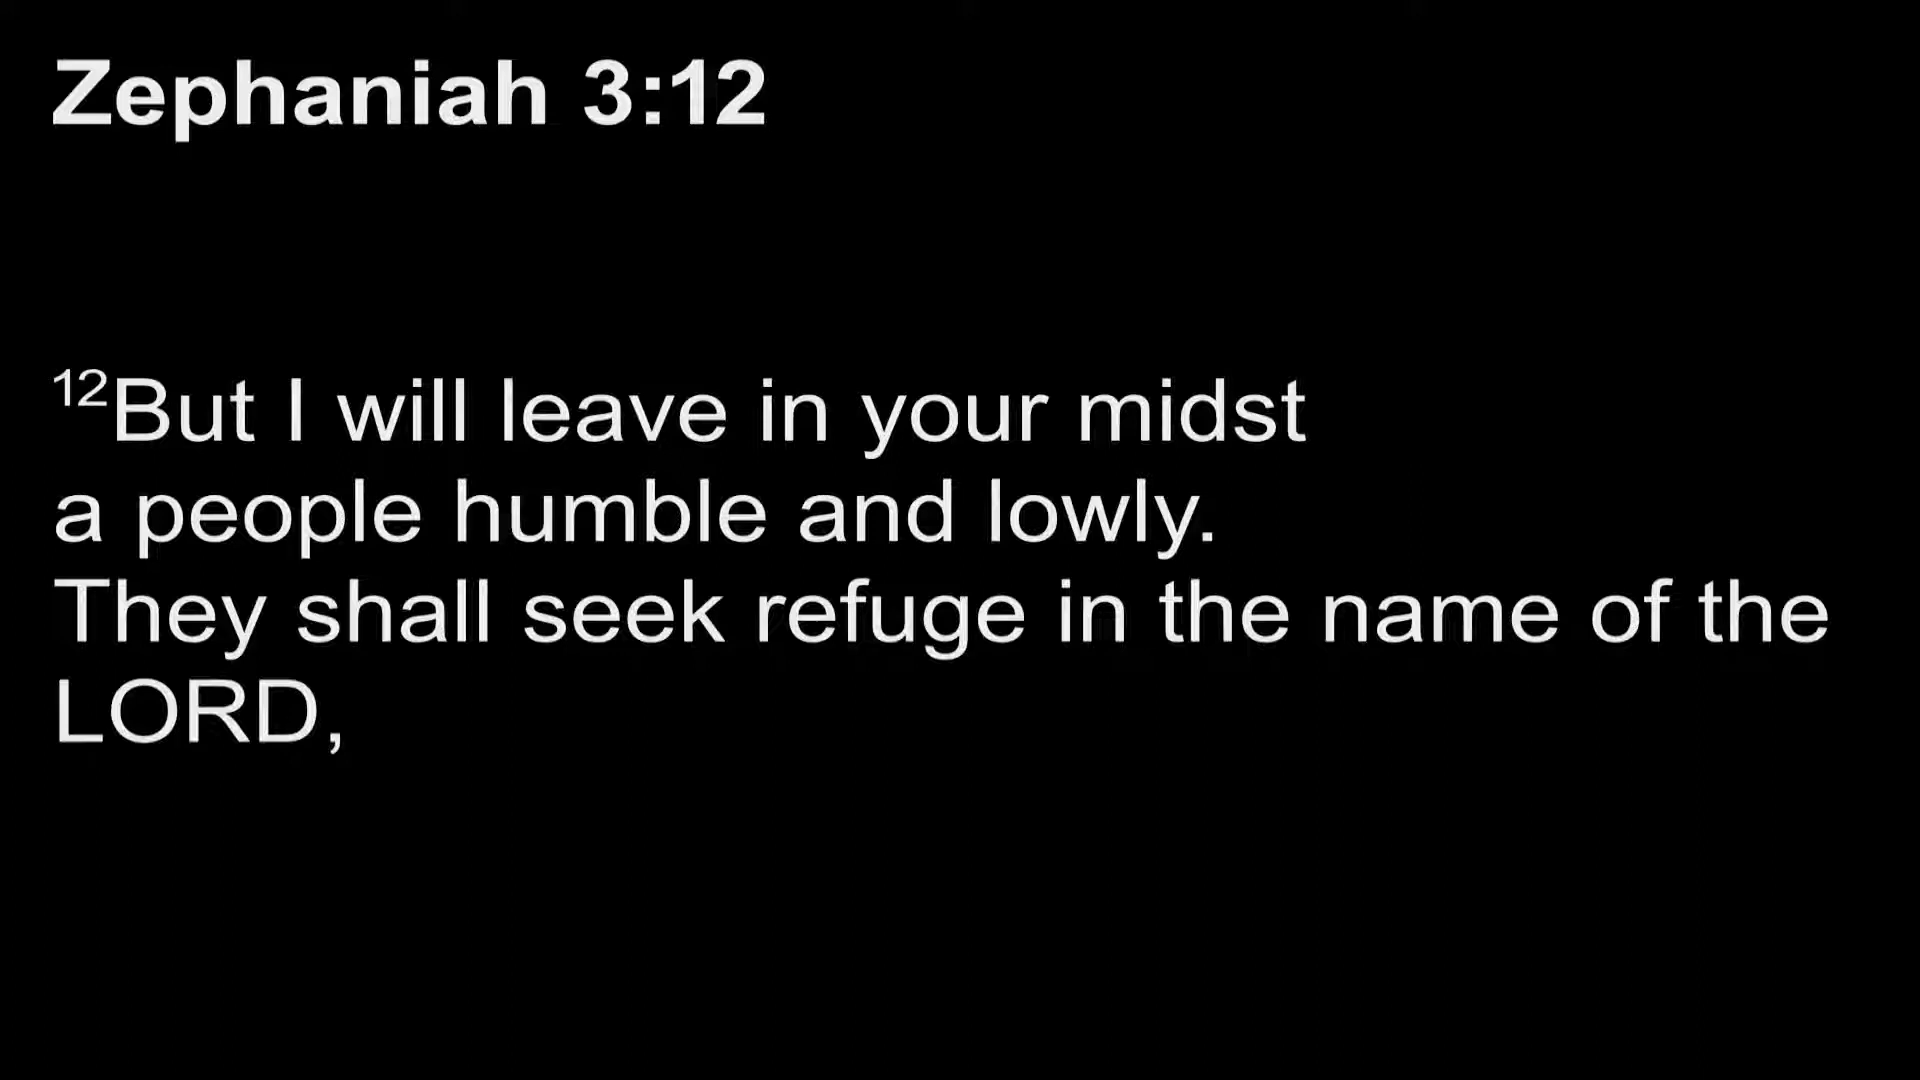 Zephaniah 3:12
12But I will leave in your midst
a people humble and lowly.
They shall seek refuge in the name of the
LORD,